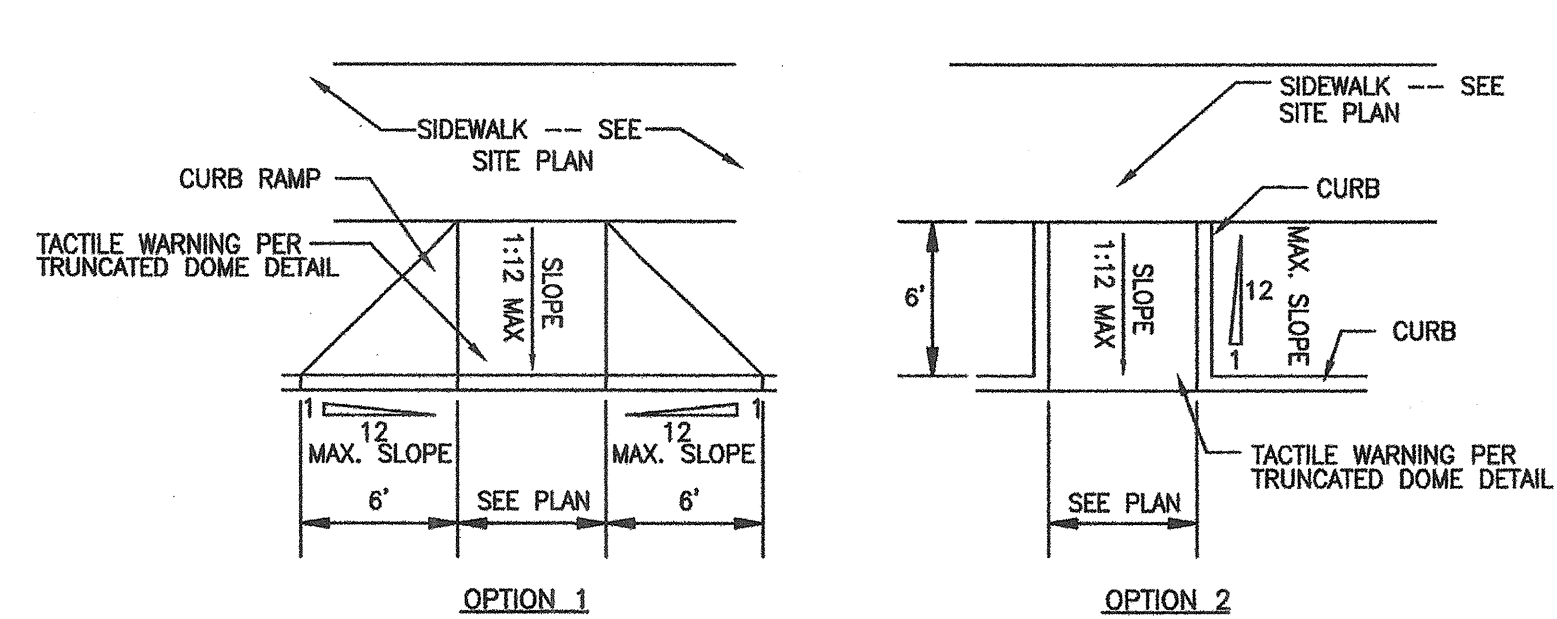 SIDEWALK -- SEE
SITE PLAN
CURB RAMP
TACTILE WARNING PER
TRUNCATED DOME DETAIL
SLOPE
1:12 MAX
1
12
MAX. SLOPE
12
1
MAX. SLOPE
6'
SEE PLAN
6'
OPTION 1
SIDEWALK -- SEE
SITE PLAN
CURB
6'
SLOPE
1:12 MAX
12
1
MAX. SLOPE
CURB
TACTILE WARNING PER
TRUNCATED DOME DETAIL
SEE PLAN
OPTION 2